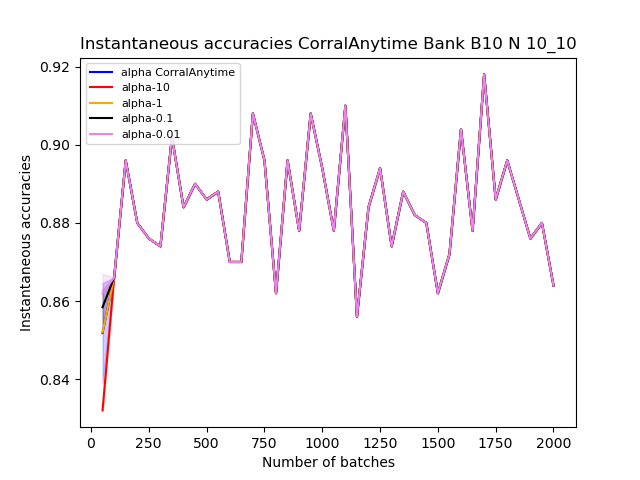 Instantaneous accuracies CorralAnytime Bank B10 N 10_10
alpha CorralAnytime
alpha-10
alpha-1
alpha-0.1
alpha-0.01
0.92
0.90
0.88
0.86
0.84
Instantaneous accuracies
0
250
500
750
1000
1250
1500
1750
2000
Number of batches